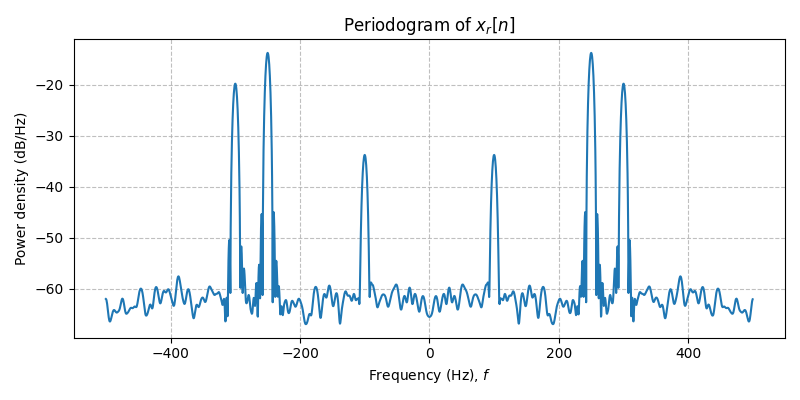 Periodogram of $x_r[n]$
Power density (dB/Hz)
−20
−30
−40
−50
−60
−400 −200 0 200 400
Frequency (Hz), $f$